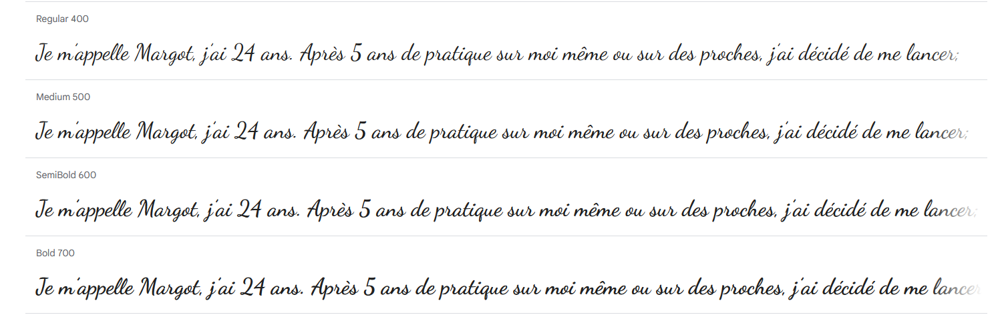 Regular 400
Je m'appelle Margot, j'ai 24 ans. Après 5 ans de pratique sur moi même ou sur des proches, j'ai décidé de me lancer;
Medium 500
Je m'appelle Margot, j'ai 24 ans. Après 5 ans de pratique sur moi même ou sur des proches, j'ai décidé de me lancer;
SemiBold 600
Je m'appelle Margot, j'ai 24 ans. Après 5 ans de pratique sur moi même ou sur des proches, j'ai décidé de me lancer;
Bold 700
Je m'appelle Margot, j'ai 24 ans. Après 5 ans de pratique sur moi même ou sur des proches, j'ai décidé de me lancer